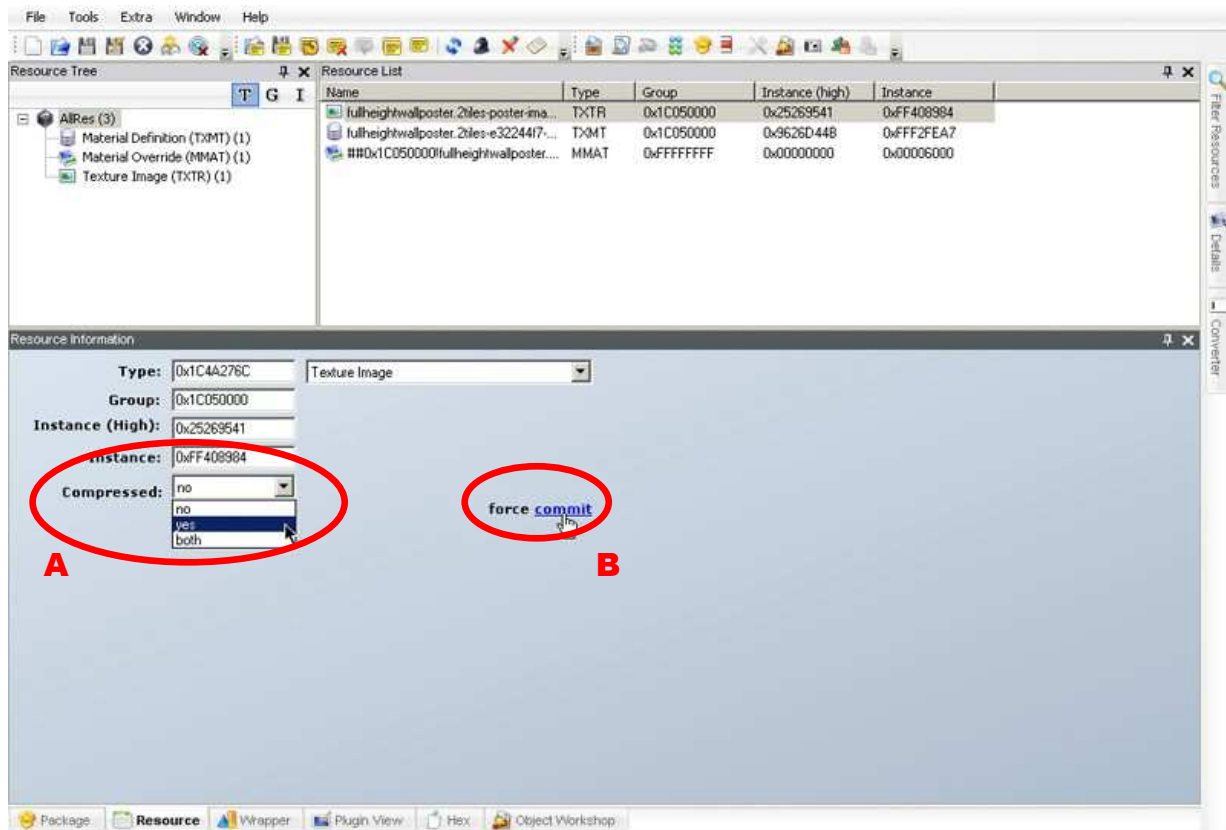 File Tools Extra Window Help
Resource Tree
T G I
AllRes (3)
Material Definition (TXMT) (1)
Material Override (MMAT) (1)
Texture Image (TXTR) (1)
Resource List
Name Type Group Instance (high) Instance
fullheightwallposter.2tiles-poster-ima... TXTR 0x1C050000 0x25269541 0xFF408984
fullheightwallposter.2tiles-e32244f7-... TXMT 0x1C050000 0x9626D448 0xFFF2FEA7
##0x1C050000!fullheightwallposter.... MMAT 0xFFFFFFFF 0x00000000 0x00006000
Filter Resources
Details
Converter
Resource Information
Type: 0x1C4A276C Texture Image
Group: 0x1C050000
Instance (High): 0x25269541
Instance: 0xFF408984
Compressed: no
no
yes
both
force commit
A
B
Package Resource Wrapper Plugin View Hex Object Workshop